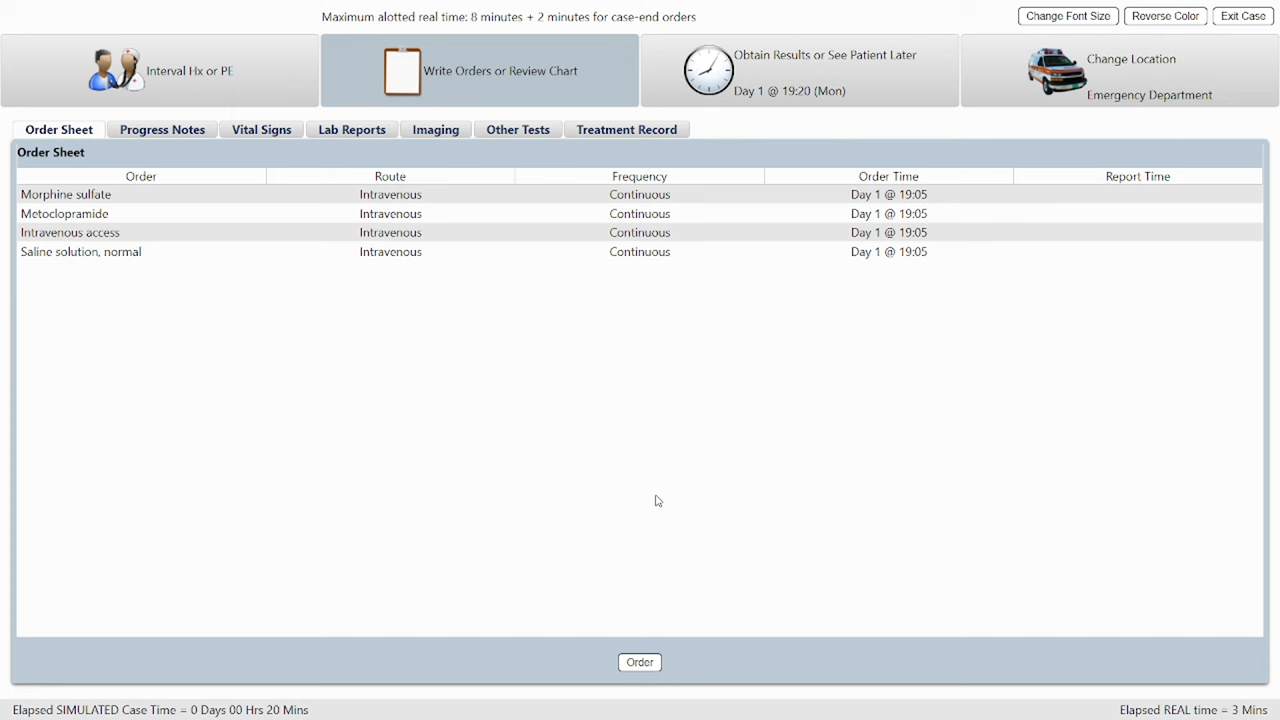 Maximum alotted real time: 8 minutes + 2 minutes for case-end orders
Change Font Size
Reverse Color
Exit Case
Interval Hx or PE
Write Orders or Review Chart
Obtain Results or See Patient Later
Day 1 @ 19:20 (Mon)
Change Location
Emergency Department
Order Sheet
Progress Notes
Vital Signs
Lab Reports
Imaging
Other Tests
Treatment Record
Order Sheet
Order Route Frequency Order Time Report Time
Morphine sulfate Intravenous Continuous Day 1 @ 19:05
Metoclopramide Intravenous Continuous Day 1 @ 19:05
Intravenous access Intravenous Continuous Day 1 @ 19:05
Saline solution, normal Intravenous Continuous Day 1 @ 19:05
Order
Elapsed SIMULATED Case Time = 0 Days 00 Hrs 20 Mins
Elapsed REAL time = 3 Mins